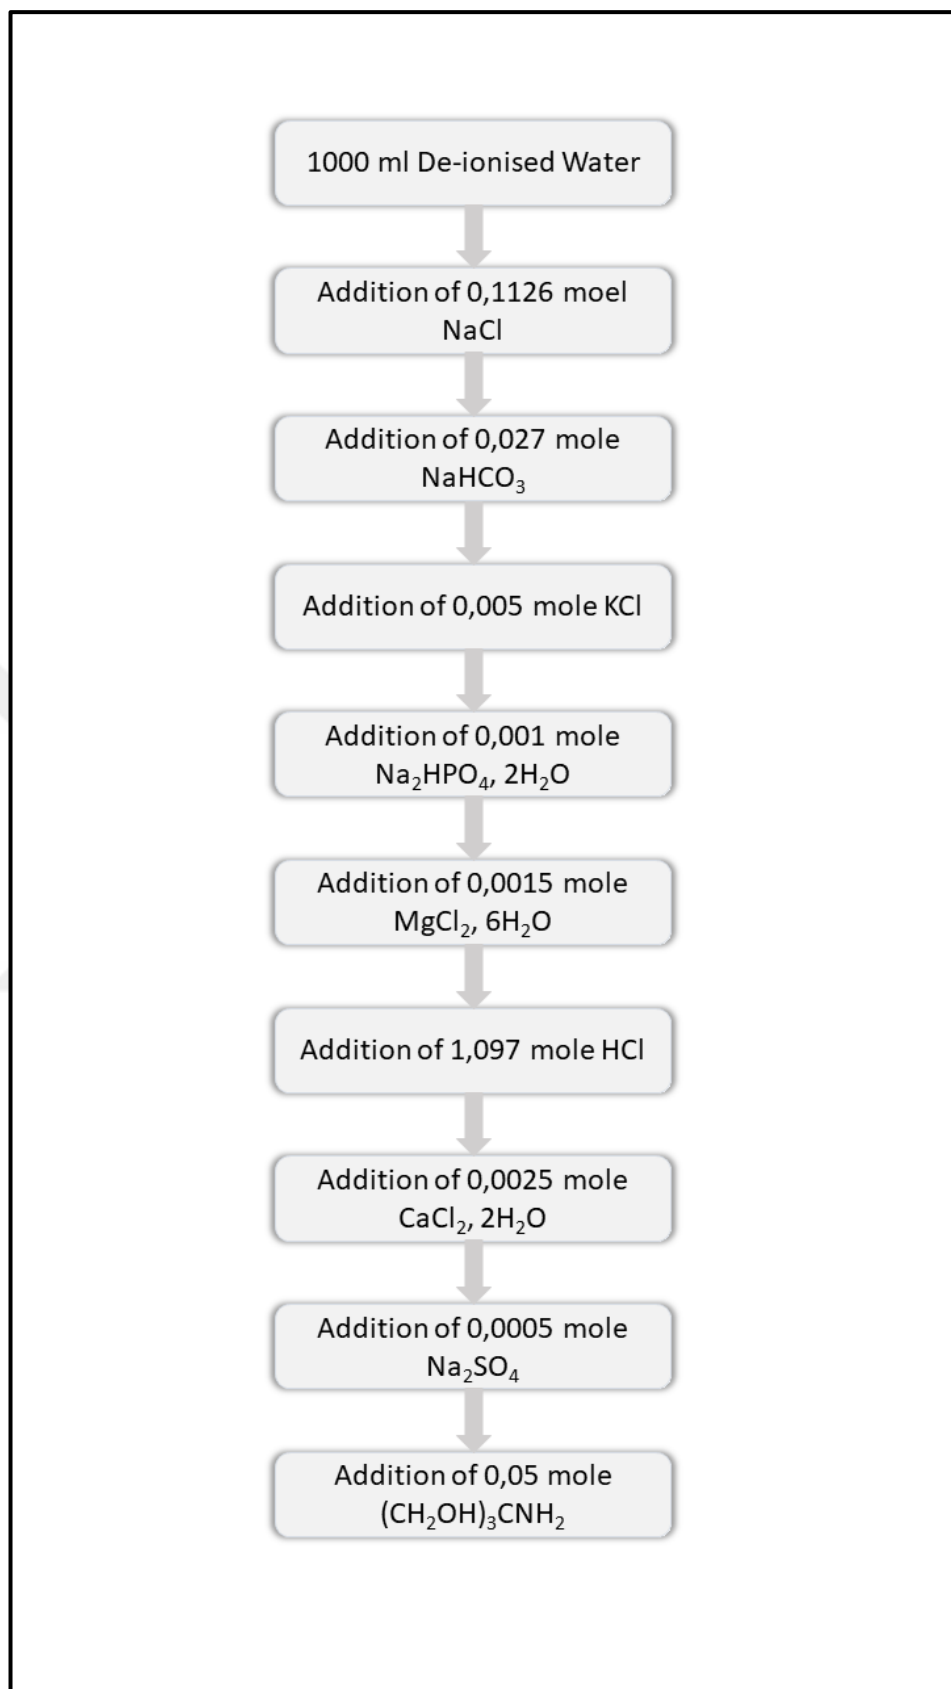 1000 ml De-ionised Water
Addition of 0,1126 moel
NaCl
Addition of 0,027 mole
NaHCO₃
Addition of 0,005 mole KCl
Addition of 0,001 mole
Na₂HPO₄, 2H₂O
Addition of 0,0015 mole
MgCl₂, 6H₂O
Addition of 1,097 mole HCl
Addition of 0,0025 mole
CaCl₂, 2H₂O
Addition of 0,0005 mole
Na₂SO₄
Addition of 0,05 mole
(CH₂OH)₃CNH₂